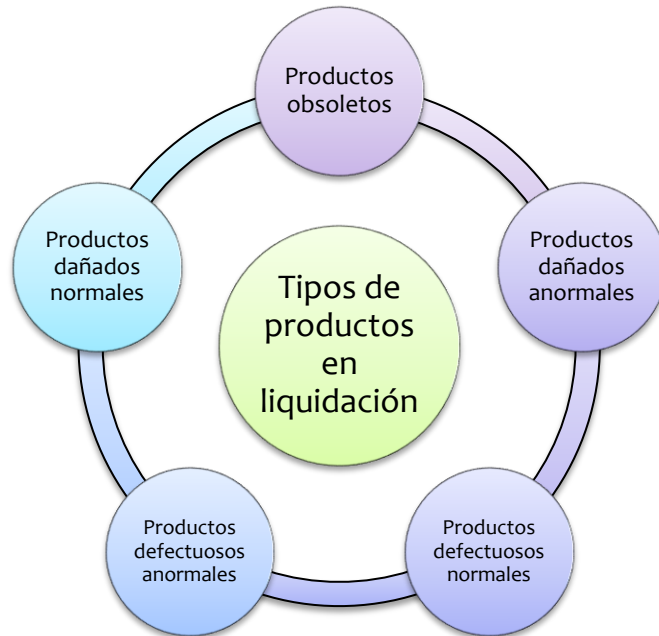 Productos
obsoletos
Productos
dañados
anormales
Productos
defectuosos
normales
Productos
defectuosos
anormales
Productos
dañados
normales
Tipos de
productos
en
liquidación